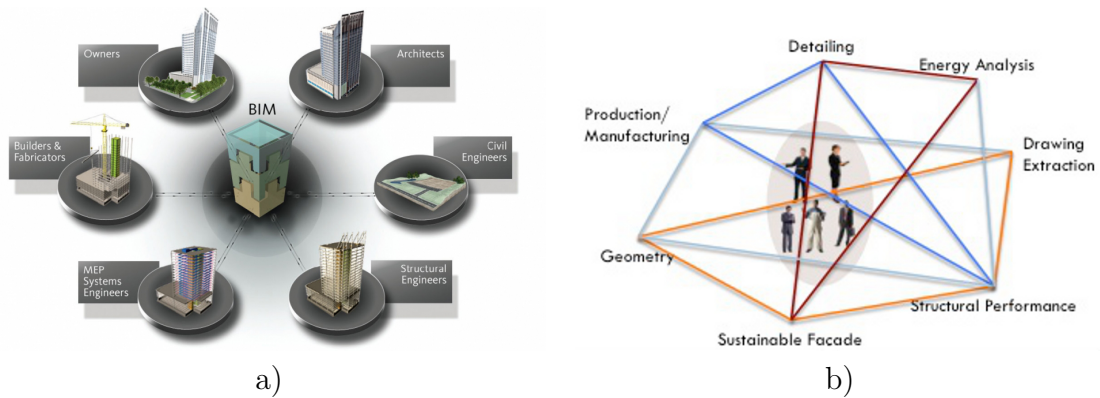 Owners
Architects
BIM
Builders &
Fabricators
Civil
Engineers
MEP
Systems
Engineers
Structural
Engineers
a)
Detailing
Energy Analysis
Production/
Manufacturing
Drawing
Extraction
Geometry
Structural Performance
Sustainable Façade
b)